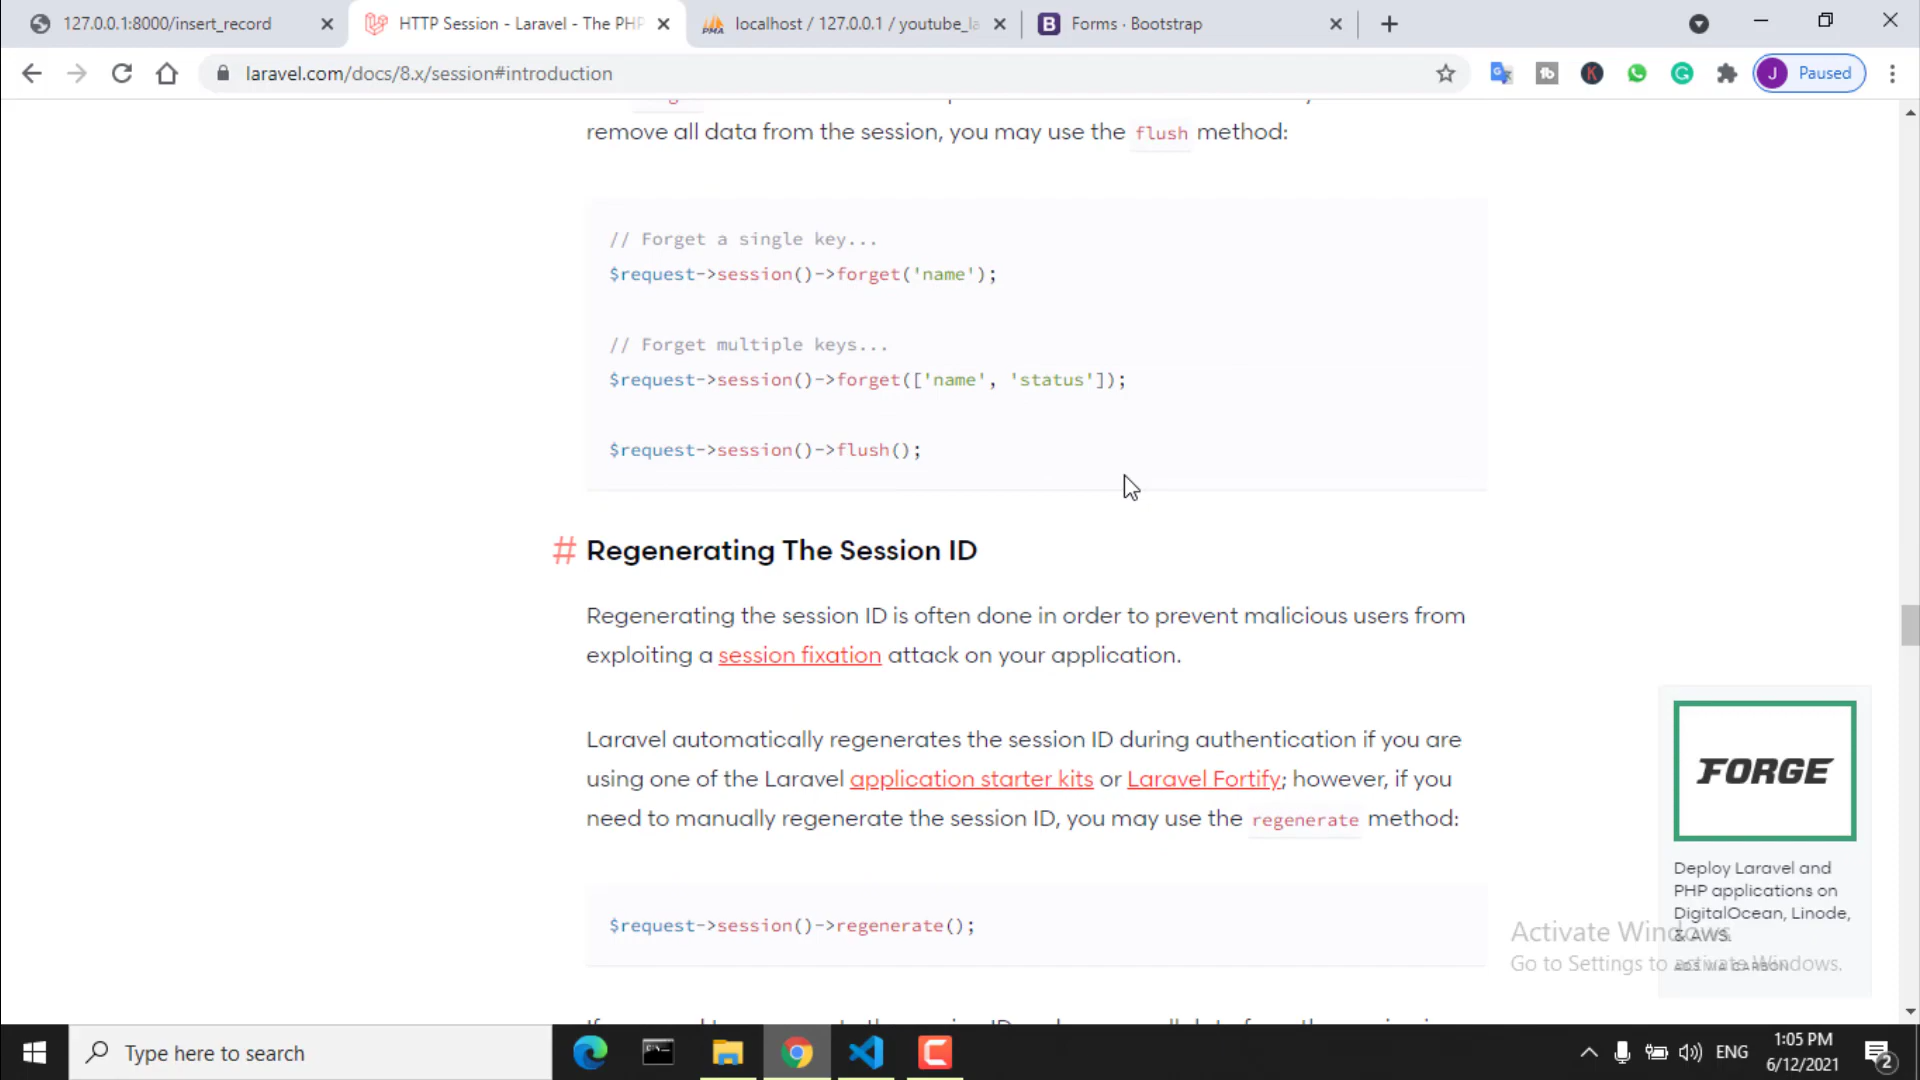 127.0.0.1:8000/insert_record
HTTP Session - Laravel - The PHP
localhost / 127.0.0.1 / youtube_la
B
Forms · Bootstrap
laravel.com/docs/8.x/session#introduction
J
Paused
remove all data from the session, you may use the flush method:
// Forget a single key...
$request->session()->forget('name');
// Forget multiple keys...
$request->session()->forget(['name', 'status']);
$request->session()->flush();
# Regenerating The Session ID
Regenerating the session ID is often done in order to prevent malicious users from
exploiting a session fixation attack on your application.
Laravel automatically regenerates the session ID during authentication if you are
using one of the Laravel application starter kits or Laravel Fortify; however, if you
need to manually regenerate the session ID, you may use the regenerate method:
$request->session()->regenerate();
FORGE
Deploy Laravel and
PHP applications on
DigitalOcean, Linode,
& AWS.
ADS VIA CARBON
Activate Windows
Go to Settings to activate Windows.
Type here to search
ENG
1:05 PM
6/12/2021
2